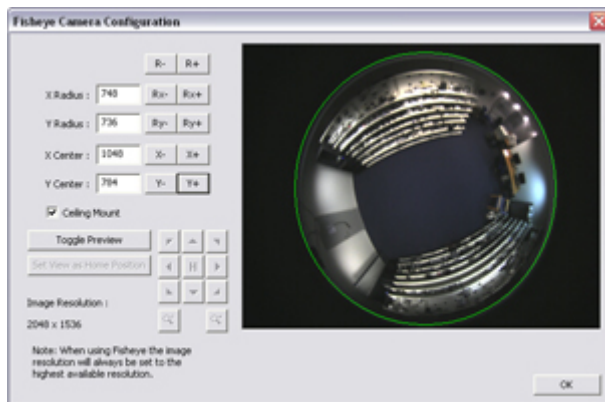 Fisheye Camera Configuration
R- R+
X Radius : 748 Rx- Rx+
Y Radius : 736 Ry- Ry+
X Center : 1048 X- X+
Y Center : 784 Y- Y+
Ceiling Mount
Toggle Preview
Set View as Home Position
H
Image Resolution :
2048 x 1536
Note: When using Fisheye the image
resolution will always be set to the
highest available resolution.
OK